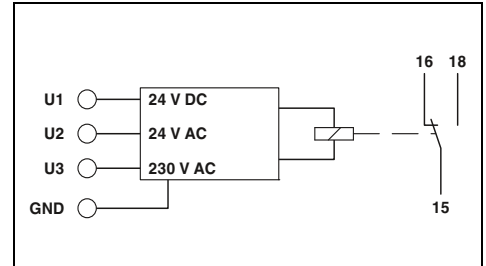 16 18
U1 24 V DC
U2 24 V AC
U3 230 V AC
GND
15